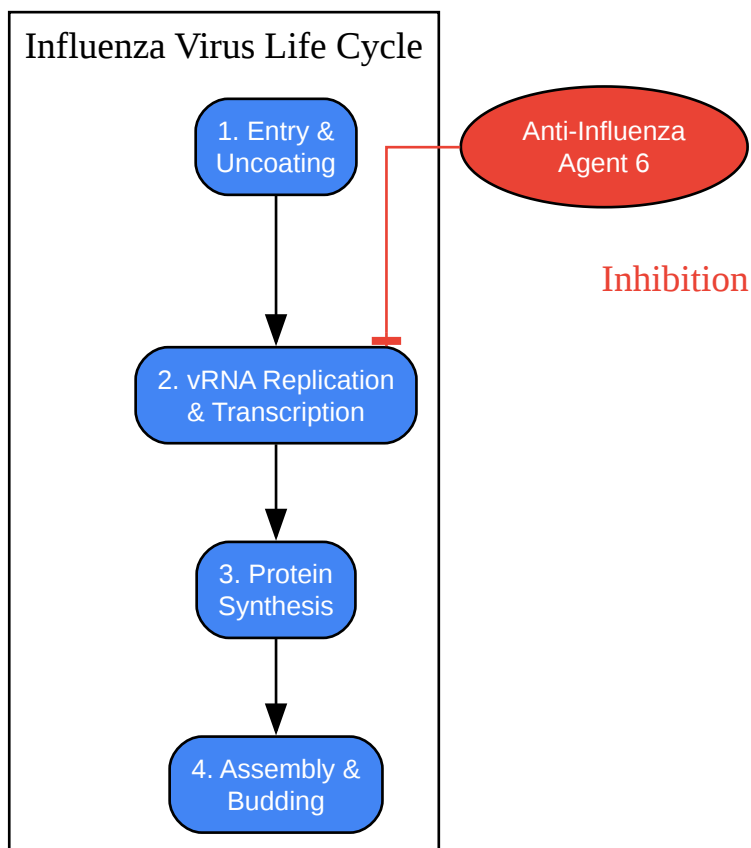 Influenza Virus Life Cycle
1. Entry &
Uncoating
Anti-Influenza
Agent 6
Inhibition
2. vRNA Replication
& Transcription
3. Protein
Synthesis
4. Assembly &
Budding